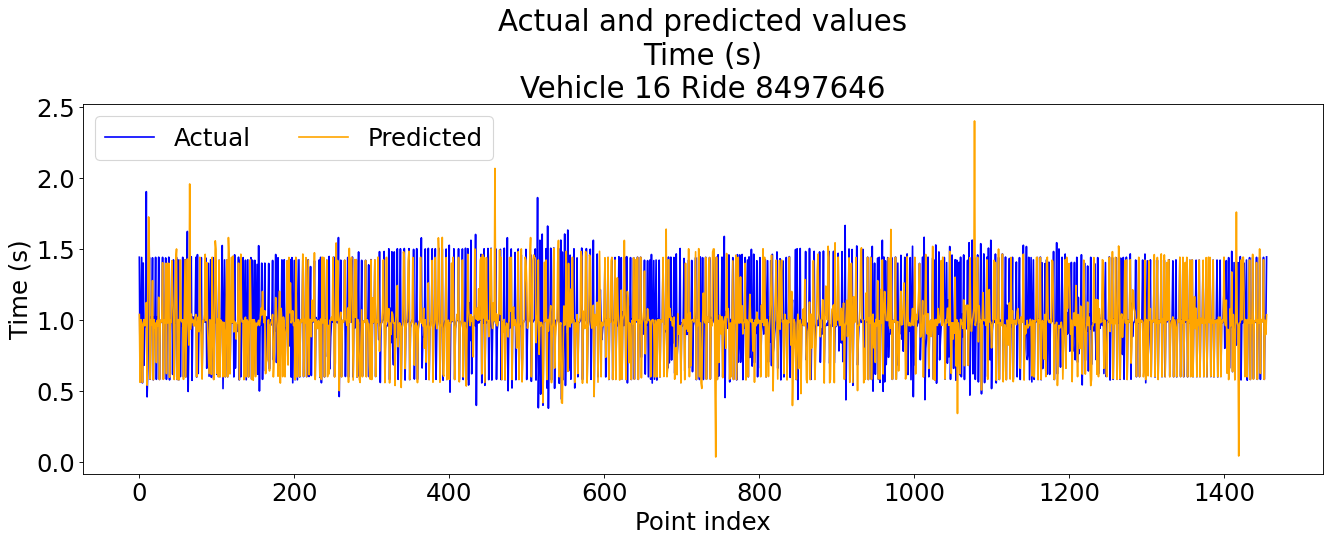 Actual and predicted values
Time (s)
Vehicle 16 Ride 8497646
2.5
2.0
1.5
1.0
0.5
0.0
Time (s)
Actual
Predicted
0
200
400
600
800
1000
1200
1400
Point index